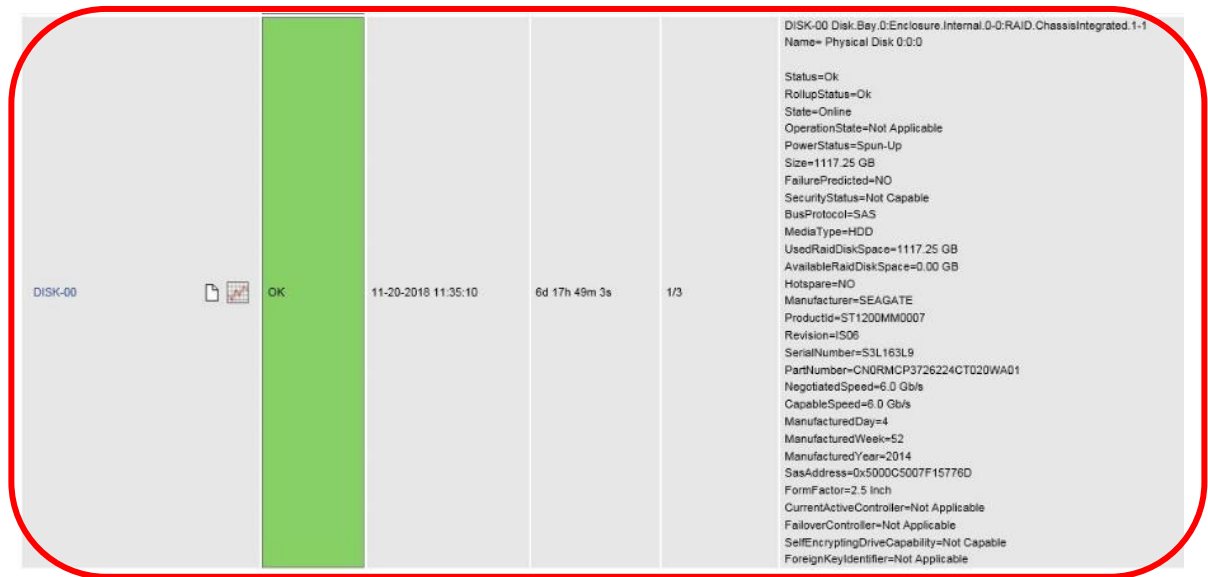 DISK-00
OK
11-20-2018 11:35:10
6d 17h 49m 3s
1/3
DISK-00 Disk.Bay.0:Enclosure.Internal.0-0:RAID.ChassisIntegrated.1-1
Name= Physical Disk 0:0:0
Status=Ok
RollupStatus=Ok
State=Online
OperationState=Not Applicable
PowerStatus=Spun-Up
Size=1117.25 GB
FailurePredicted=NO
SecurityStatus=Not Capable
BusProtocol=SAS
MediaType=HDD
UsedRaidDiskSpace=1117.25 GB
AvailableRaidDiskSpace=0.00 GB
Hotspare=NO
Manufacturer=SEAGATE
ProductId=ST1200MM0007
Revision=IS06
SerialNumber=S3L163L9
PartNumber=CN0RMCP3726224CT020WA01
NegotiatedSpeed=6.0 Gb/s
CapableSpeed=6.0 Gb/s
ManufacturedDay=4
ManufacturedWeek=52
ManufacturedYear=2014
SasAddress=0x5000C5007F15776D
FormFactor=2.5 Inch
CurrentActiveController=Not Applicable
FailoverController=Not Applicable
SelfEncryptingDriveCapability=Not Capable
ForeignKeyIdentifier=Not Applicable